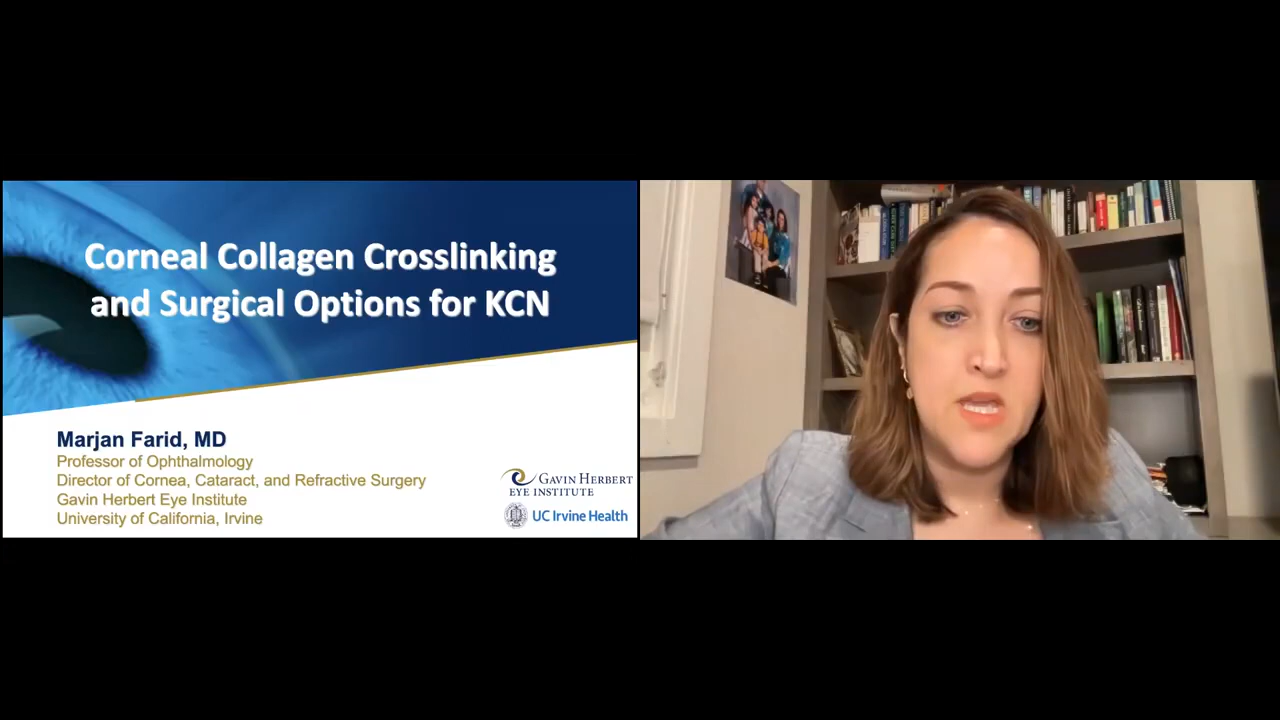 Corneal Collagen Crosslinking
and Surgical Options for KCN
Marjan Farid, MD
Professor of Ophthalmology
Director of Cornea, Cataract, and Refractive Surgery
Gavin Herbert Eye Institute
University of California, Irvine
GAVIN HERBERT
EYE INSTITUTE
UC Irvine Health